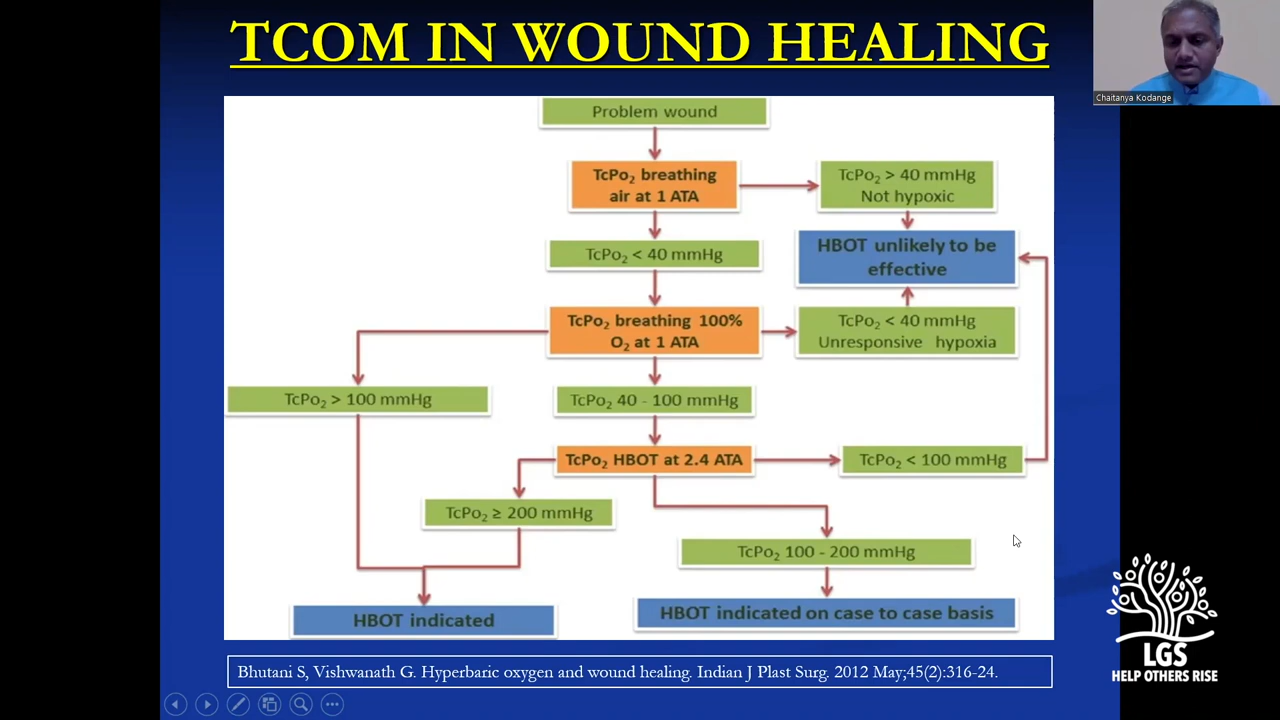 TCOM IN WOUND HEALING
Chaitanya Kodange
Problem wound
TcPo₂ breathing
air at 1 ATA
TcPo₂ > 40 mmHg
Not hypoxic
TcPo₂ < 40 mmHg
HBOT unlikely to be
effective
TcPo₂ breathing 100%
O₂ at 1 ATA
TcPo₂ < 40 mmHg
Unresponsive hypoxia
TcPo₂ > 100 mmHg
TcPo₂ 40 - 100 mmHg
TcPo₂ HBOT at 2.4 ATA
TcPo₂ < 100 mmHg
TcPo₂ ≥ 200 mmHg
TcPo₂ 100 - 200 mmHg
HBOT indicated
HBOT indicated on case to case basis
Bhutani S, Vishwanath G. Hyperbaric oxygen and wound healing. Indian J Plast Surg. 2012 May;45(2):316-24.
LGS
HELP OTHERS RISE